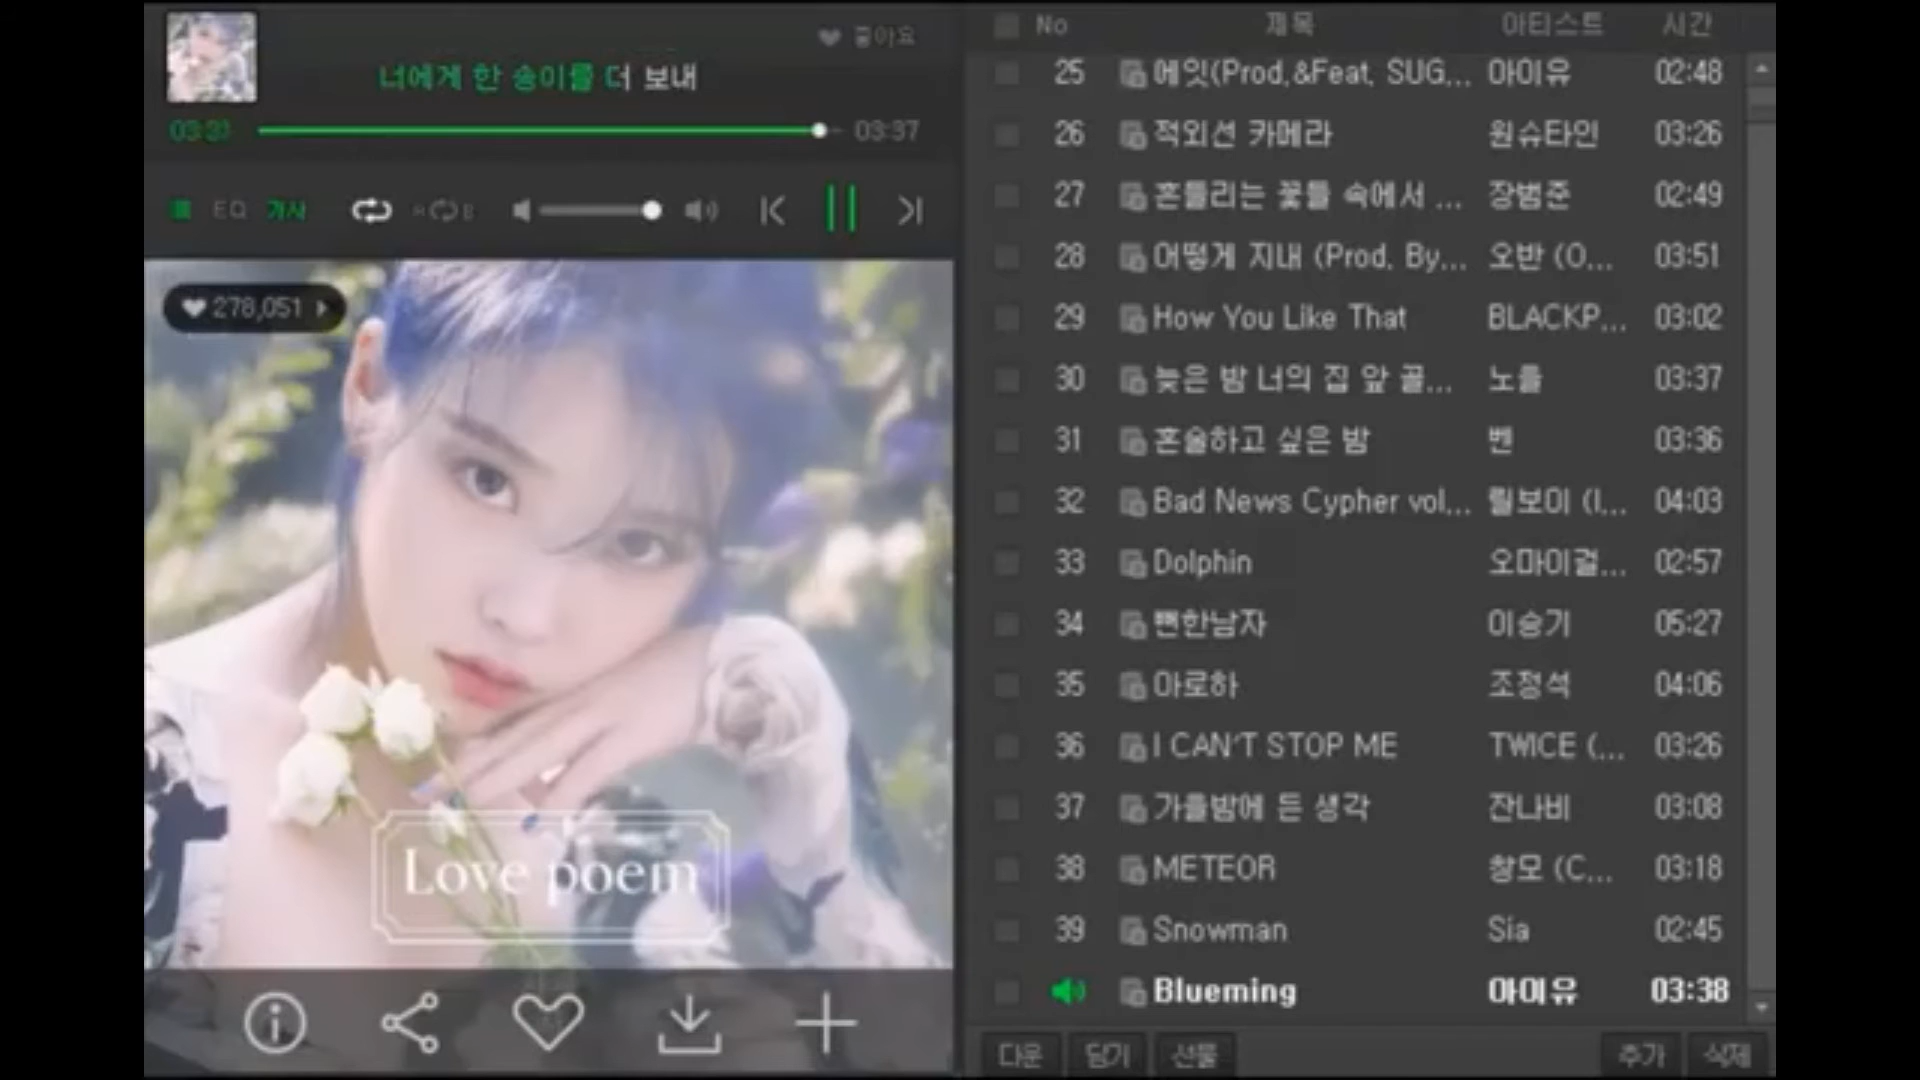 좋아요
너에게 한 송이를 더 보내
03:37
EQ 가사
278,051
Love poem
No 제목 아티스트 시간
25 에잇(Prod.&Feat. SUG... 아이유 02:48
26 적외선 카메라 원슈타인 03:26
27 흔들리는 꽃들 속에서 ... 장범준 02:49
28 어떻게 지내 (Prod. By... 오반 (O... 03:51
29 How You Like That BLACKP... 03:02
30 늦은 밤 너의 집 앞 골... 노을 03:37
31 혼술하고 싶은 밤 벤 03:36
32 Bad News Cypher vol... 릴보이 (l... 04:03
33 Dolphin 오마이걸... 02:57
34 뻔한남자 이승기 05:27
35 아로하 조정석 04:06
36 I CAN'T STOP ME TWICE (... 03:26
37 가을밤에 든 생각 잔나비 03:08
38 METEOR 창모 (C... 03:18
39 Snowman Sia 02:45
Blueming 아이유 03:38
다운 담기 선물 추가 삭제